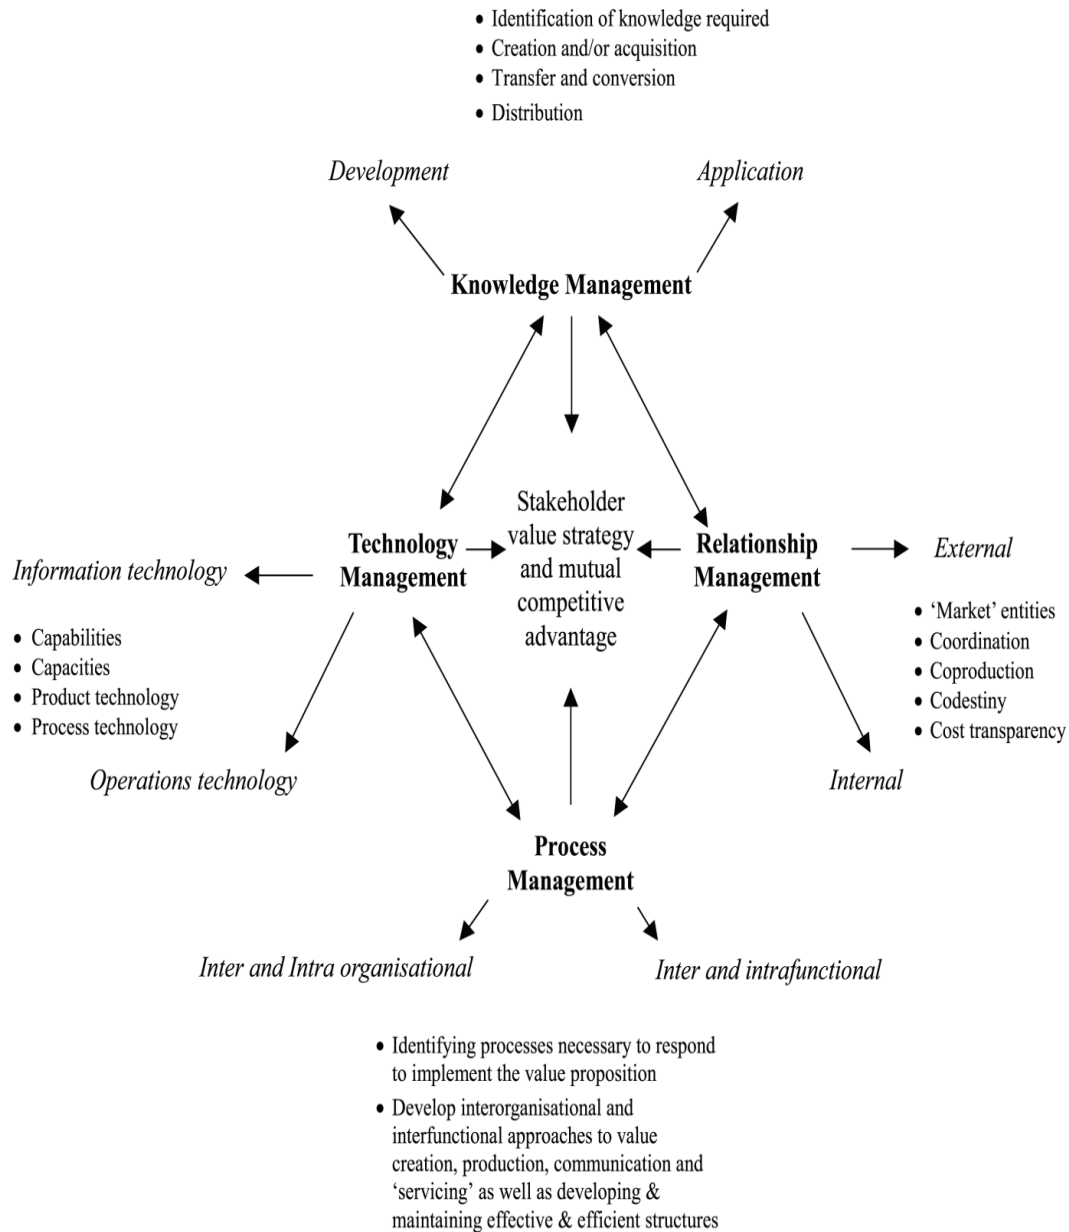 • Identification of knowledge required
• Creation and/or acquisition
• Transfer and conversion
• Distribution
Development
Application
Knowledge Management
Stakeholder
value strategy
and mutual
competitive
advantage
Technology
Management
Relationship
Management
Information technology
• Capabilities
• Capacities
• Product technology
• Process technology
Operations technology
External
• ‘Market’ entities
• Coordination
• Coproduction
• Codestiny
• Cost transparency
Internal
Process
Management
Inter and Intra organisational
Inter and intrafunctional
• Identifying processes necessary to respond
to implement the value proposition
• Develop interorganisational and
interfunctional approaches to value
creation, production, communication and
‘servicing’ as well as developing &
maintaining effective & efficient structures